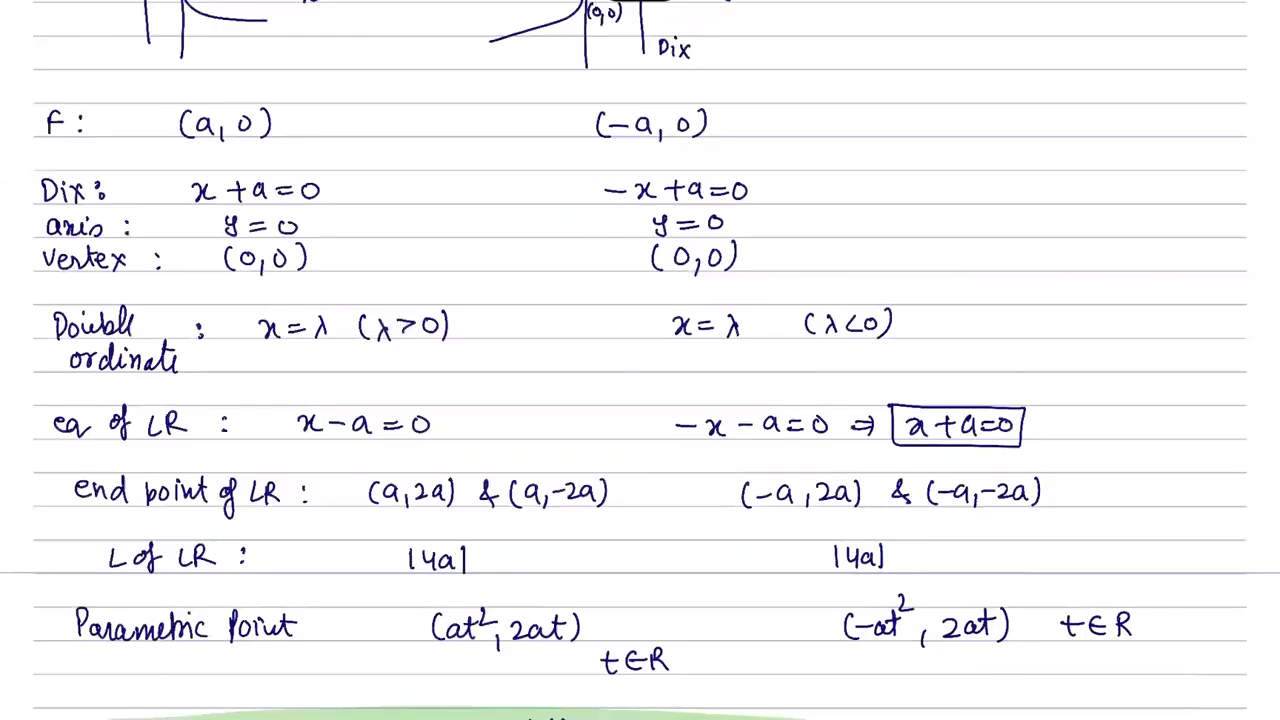 (0,0)
Dix
F : (a, 0) (-a, 0)
Dix: x + a = 0 -x + a = 0
axis : y = 0 y = 0
vertex : (0,0) (0,0)
Double : x = λ (λ > 0) x = λ (λ < 0)
ordinate
eq of LR : x - a = 0 -x - a = 0 ⇒ x + a = 0
end point of LR : (a, 2a) & (a, -2a) (-a, 2a) & (-a, -2a)
L of LR : |4a| |4a|
Parametric Point (at², 2at) (-at², 2at) t ∈ R
t ∈ R